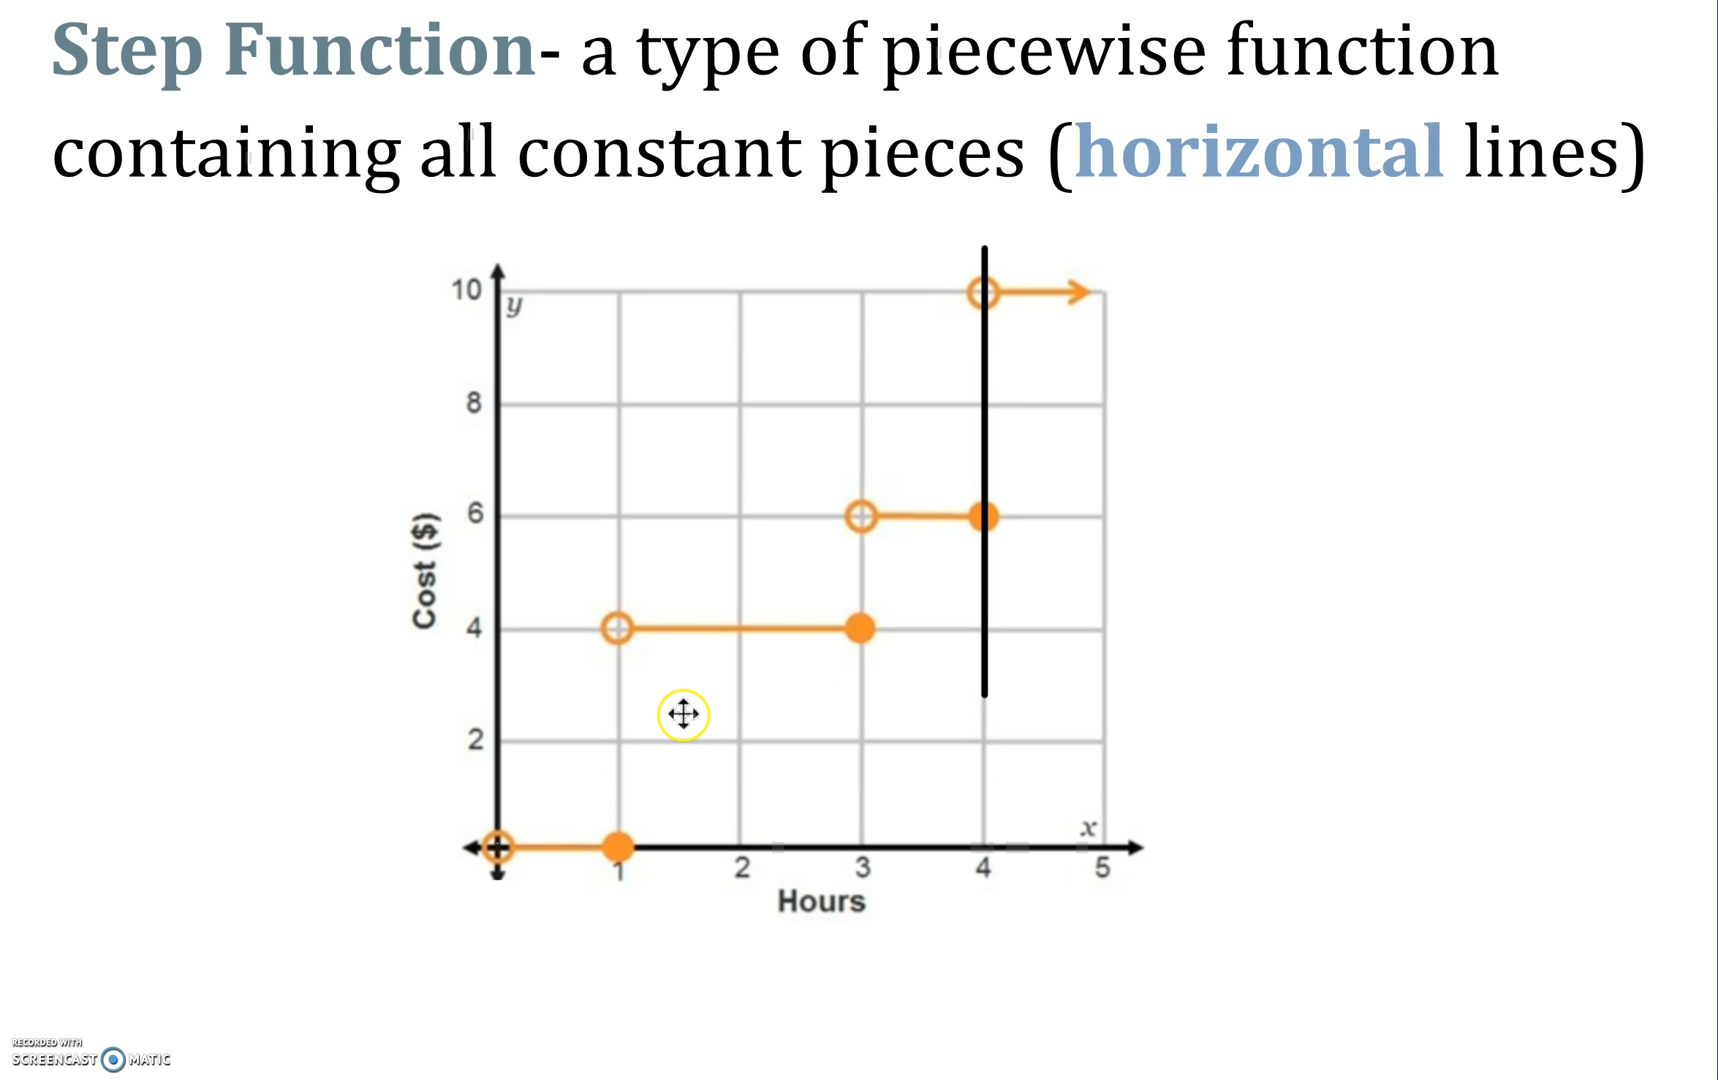 Step Function- a type of piecewise function
containing all constant pieces (horizontal lines)
10
y
8
6
Cost ($)
4
2
x
1 2 3 4 5
Hours
RECORDED WITH
SCREENCAST MATIC